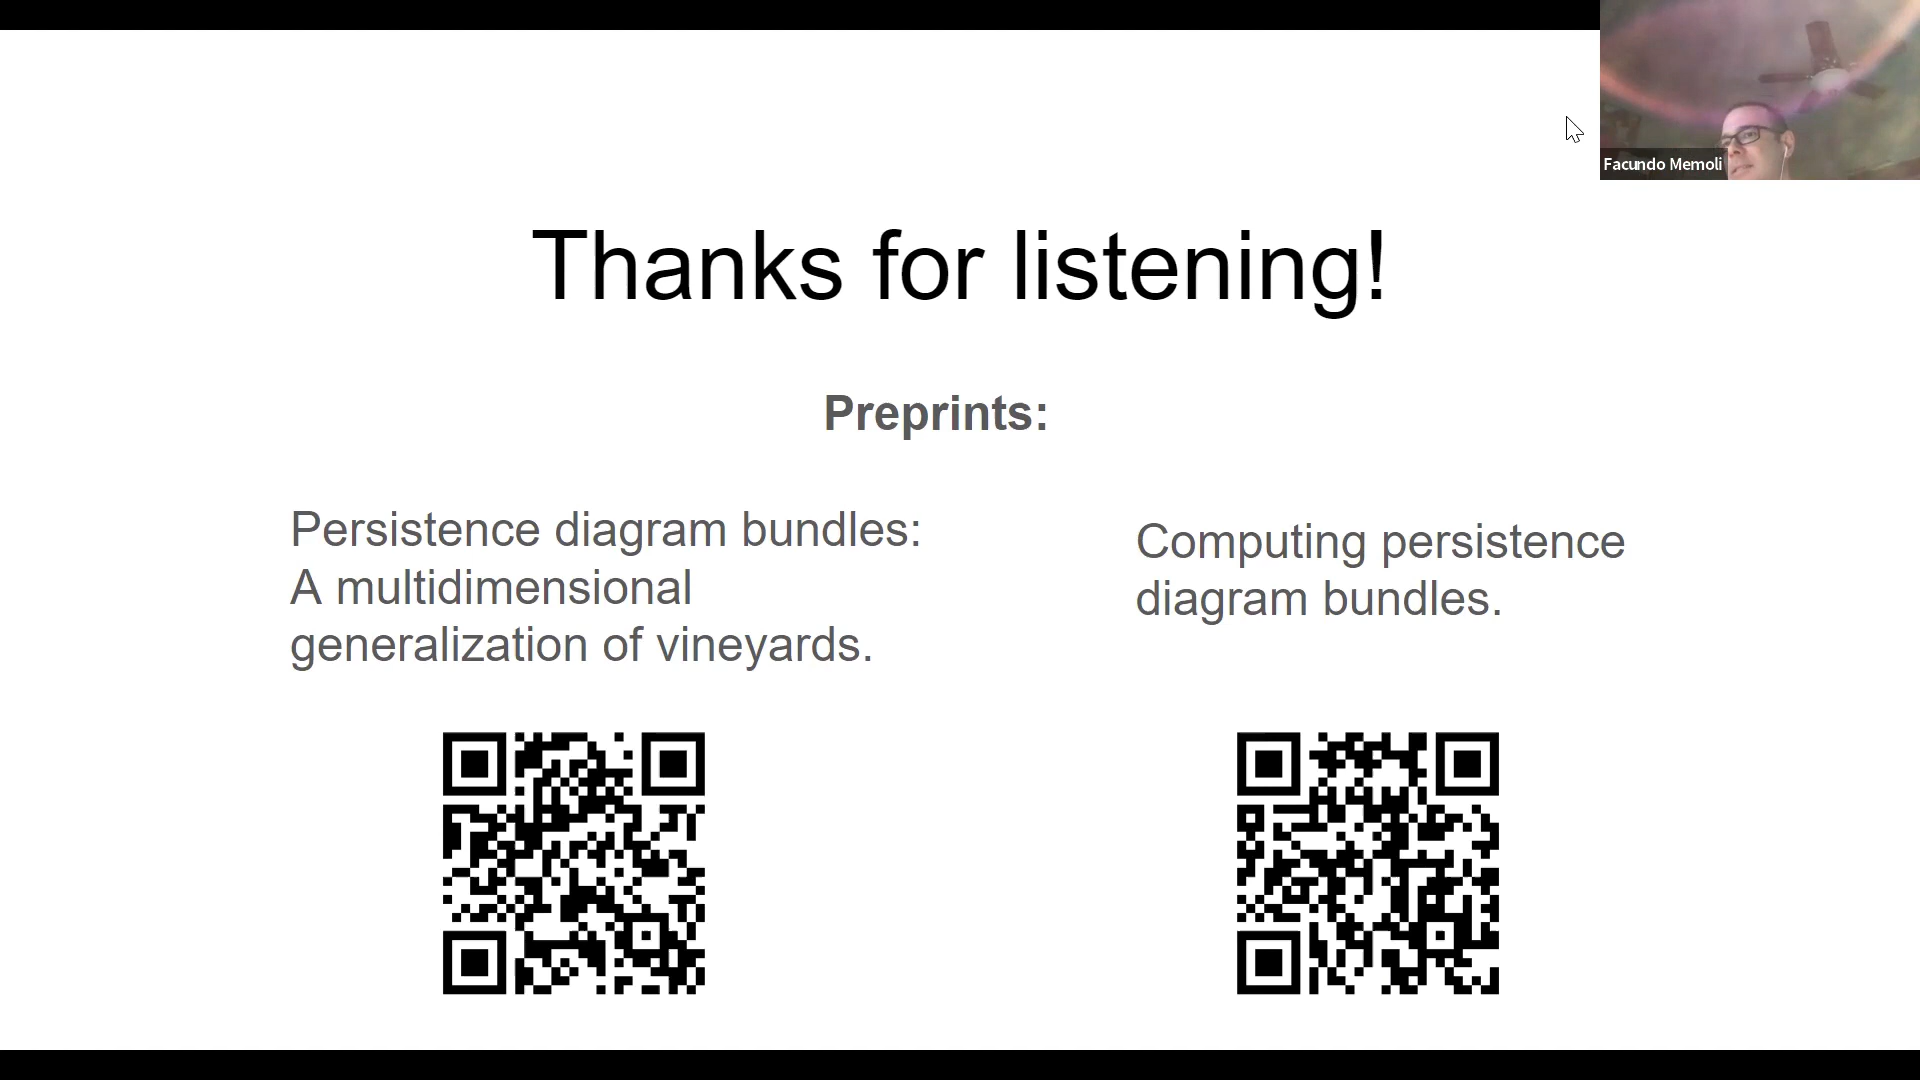 Facundo Memoli
Thanks for listening!
Preprints:
Persistence diagram bundles:
A multidimensional
generalization of vineyards.
Computing persistence
diagram bundles.